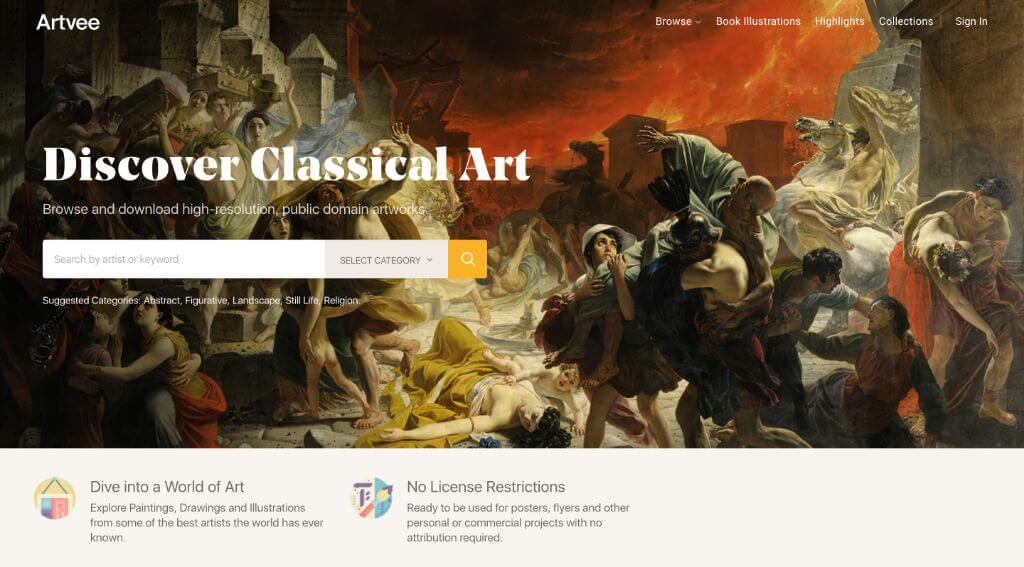 Artvee
Browse
Book Illustrations
Highlights
Collections
Sign In
Discover Classical Art
Browse and download high-resolution, public domain artworks.
Search by artist or keyword
SELECT CATEGORY
Suggested Categories: Abstract, Figurative, Landscape, Still Life, Religion.
Dive into a World of Art
Explore Paintings, Drawings and Illustrations
from some of the best artists the world has ever
known.
No License Restrictions
Ready to be used for posters, flyers and other
personal or commercial projects with no
attribution required.